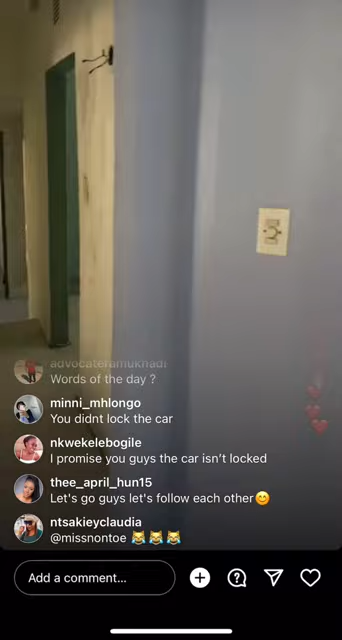 advocateramukhadi
Words of the day ?
minni_mhlongo
You didnt lock the car
nkwekelebogile
I promise you guys the car isn't locked
thee_april_hun15
Let's go guys let's follow each other😊
ntsakieyclaudia
@missnontoe 😹😹😹
Add a comment...